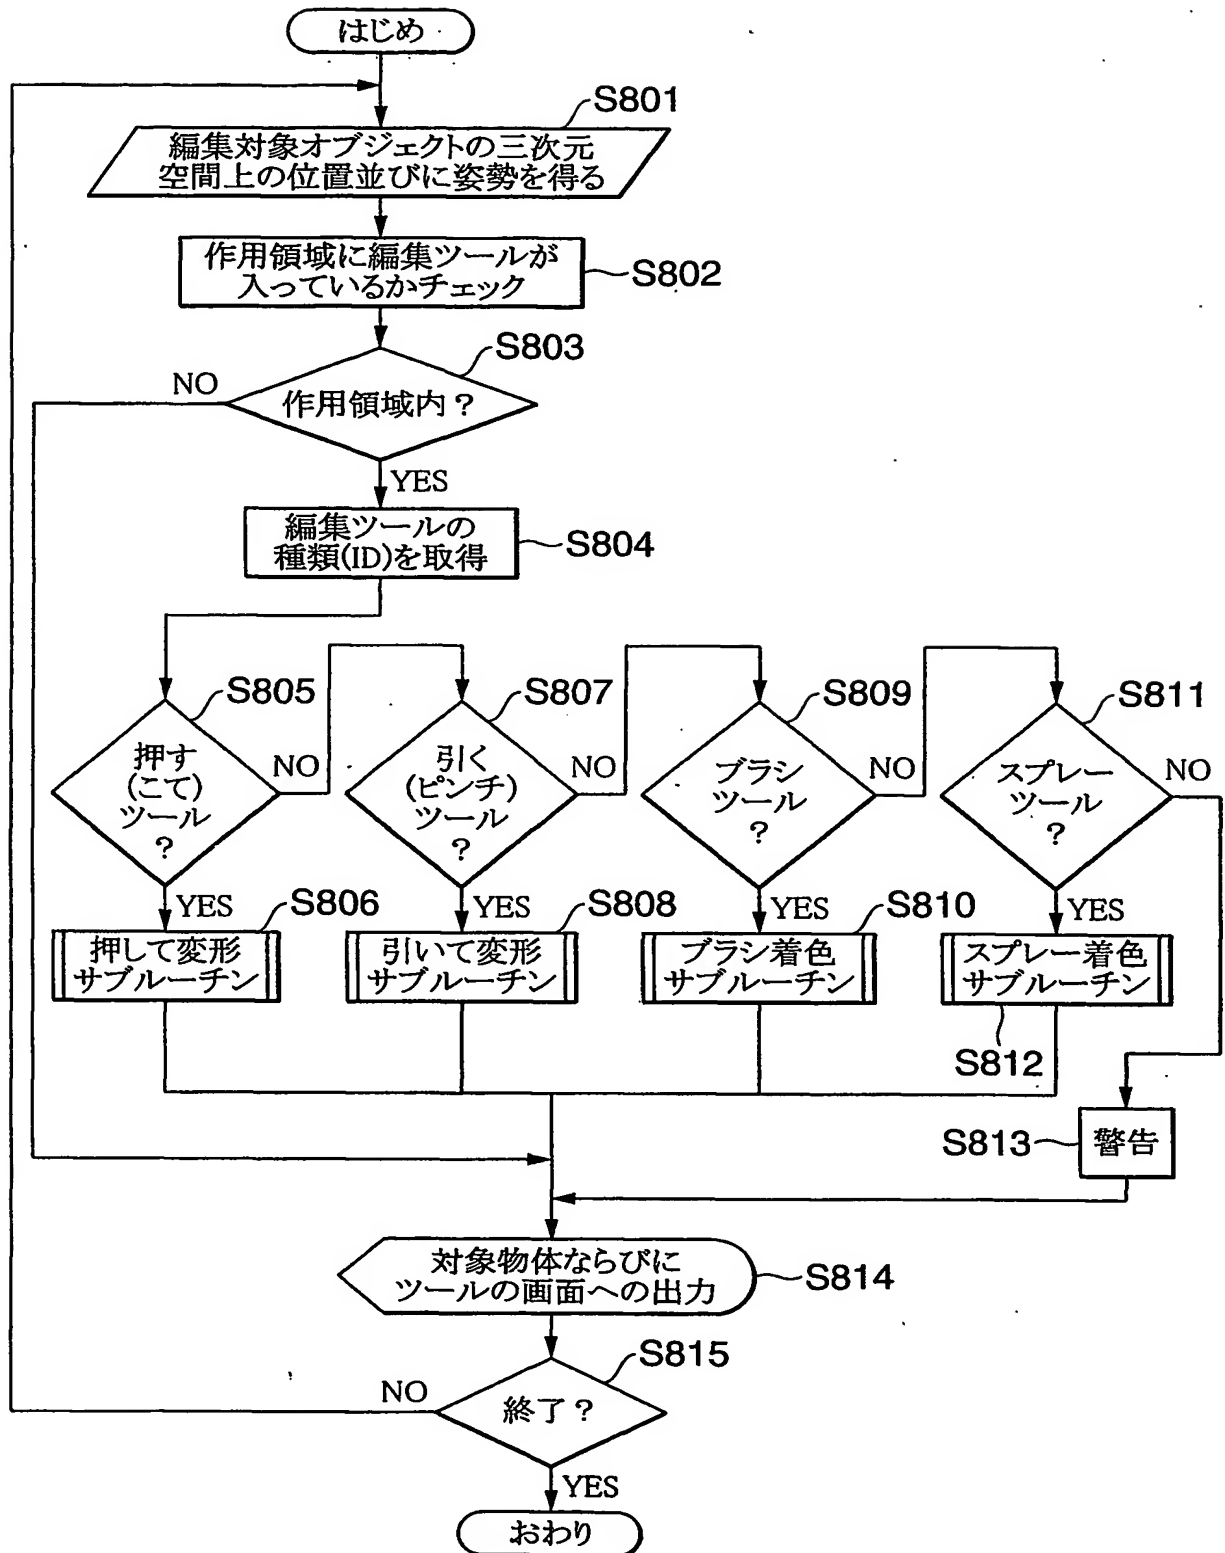 はじめ
S801
編集対象オブジェクトの三次元
空間上の位置並びに姿勢を得る
作用領域に編集ツールが
入っているかチェック
S802
S803
NO
作用領域内？
YES
編集ツールの
種類(ID)を取得
S804
S805
押す
(こて)
ツール
？
NO
YES
S806
押して変形
サブルーチン
S807
引く
(ピンチ)
ツール
？
NO
YES
S808
引いて変形
サブルーチン
S809
ブラシ
ツール
？
NO
YES
S810
ブラシ着色
サブルーチン
S811
スプレー
ツール
？
NO
YES
スプレー着色
サブルーチン
S812
S813
警告
対象物体ならびに
ツールの画面への出力
S814
S815
NO
終了？
YES
おわり